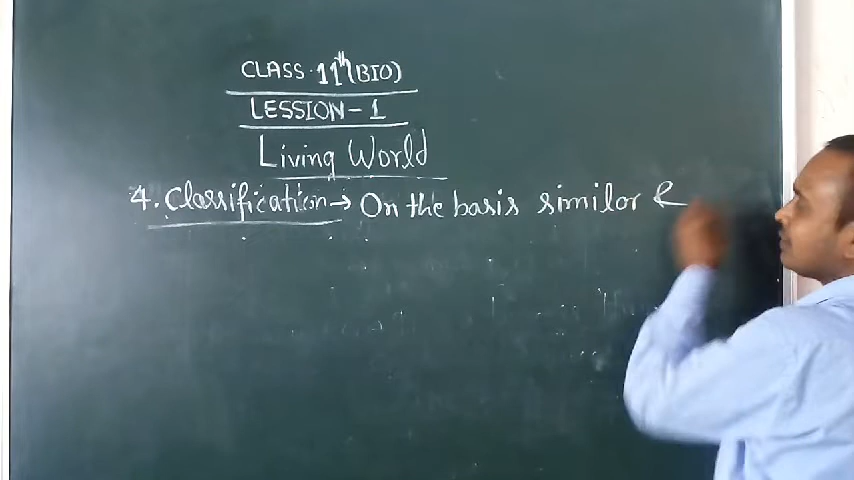 CLASS. 11th (BIO)
LESSION - 1
Living World
4. Classification → On the basis similar &